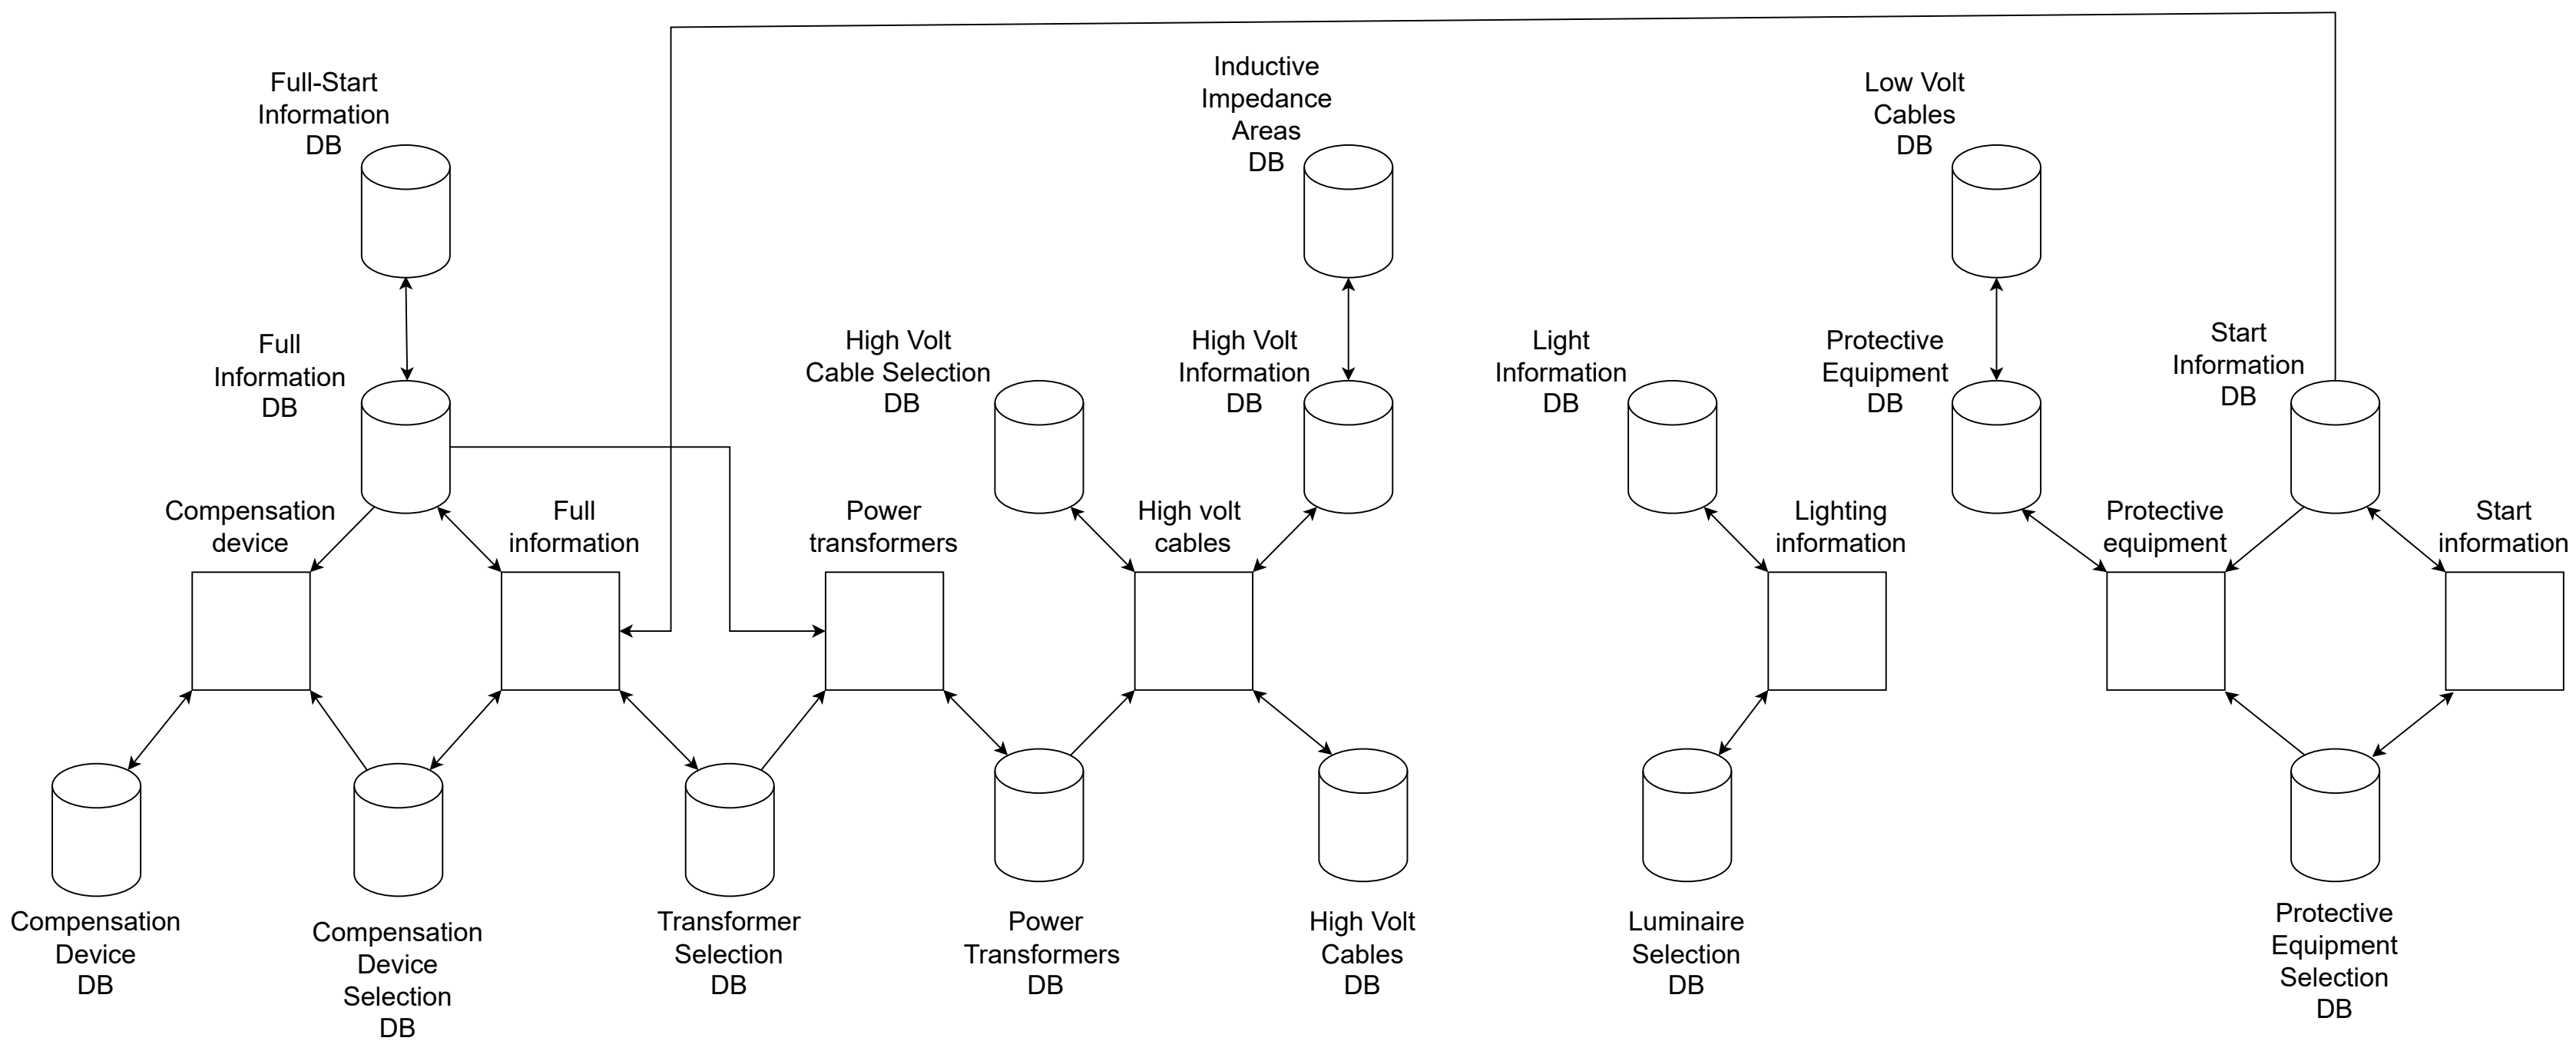 Full-Start
Information
DB
Inductive
Impedance
Areas
DB
Low Volt
Cables
DB
Full
Information
DB
High Volt
Cable Selection
DB
High Volt
Information
DB
Light
Information
DB
Protective
Equipment
DB
Start
Information
DB
Compensation
device
Full
information
Power
transformers
High volt
cables
Lighting
information
Protective
equipment
Start
information
Compensation
Device
DB
Compensation
Device
Selection
DB
Transformer
Selection
DB
Power
Transformers
DB
High Volt
Cables
DB
Luminaire
Selection
DB
Protective
Equipment
Selection
DB